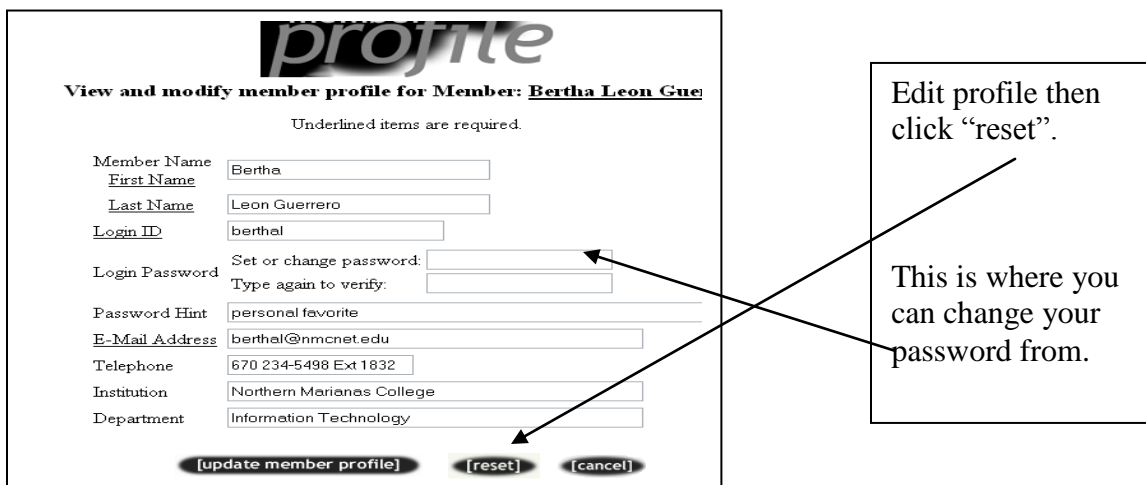 profile
View and modify member profile for Member: Bertha Leon Gue
Underlined items are required.
Member Name
First Name Bertha
Last Name Leon Guerrero
Login ID berthal
Login Password Set or change password:
Type again to verify:
Password Hint personal favorite
E-Mail Address berthal@nmcnet.edu
Telephone 670 234-5498 Ext 1832
Institution Northern Marianas College
Department Information Technology
[update member profile] [reset] [cancel]
Edit profile then
click “reset”.
This is where you
can change your
password from.